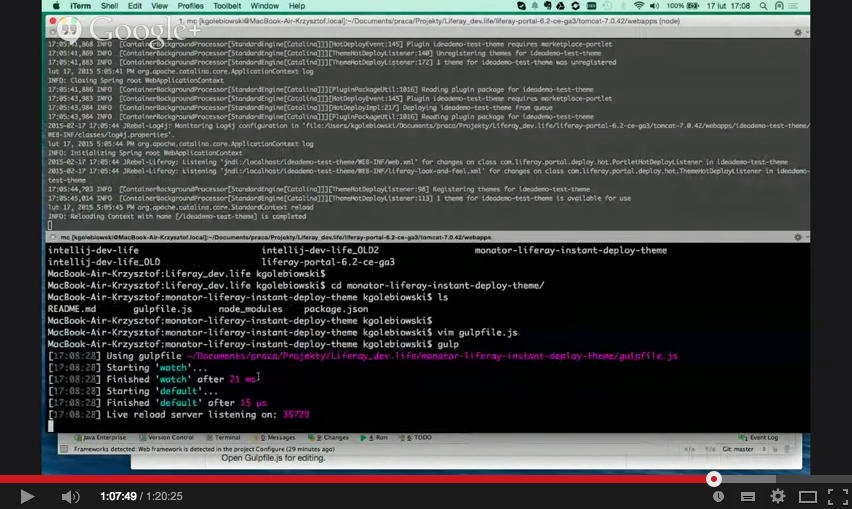 iTerm Shell Edit View Profiles Toolbelt Window Help 100% 17 lut 17:08
1. mc [kgolebiowski@MacBook-Air-Krzysztof.local]:~/Documents/praca/Projekty/Liferay_dev.life/liferay-portal-6.2-ce-ga3/tomcat-7.0.42/webapps (node)
Google+
17:05:41,868 INFO [ContainerBackgroundProcessor[StandardEngine[Catalina]]][HotDeployEvent:145] Plugin ideademo-test-theme requires marketplace-portlet
17:05:41,869 INFO [ContainerBackgroundProcessor[StandardEngine[Catalina]]][ThemeHotDeployListener:140] Unregistering themes for ideademo-test-theme
17:05:41,883 INFO [ContainerBackgroundProcessor[StandardEngine[Catalina]]][ThemeHotDeployListener:172] 1 theme for ideademo-test-theme was unregistered
lut 17, 2015 5:05:41 PM org.apache.catalina.core.ApplicationContext log
INFO: Closing Spring root WebApplicationContext
17:05:43,981 INFO [ContainerBackgroundProcessor[StandardEngine[Catalina]]][PluginPackageUtil:1016] Reading plugin package for ideademo-test-theme
17:05:43,983 INFO [ContainerBackgroundProcessor[StandardEngine[Catalina]]][HotDeployEvent:145] Plugin ideademo-test-theme requires marketplace-portlet
17:05:43,984 INFO [ContainerBackgroundProcessor[StandardEngine[Catalina]]][HotDeployImpl:217] Deploying ideademo-test-theme from queue
17:05:43,984 INFO [ContainerBackgroundProcessor[StandardEngine[Catalina]]][PluginPackageUtil:1016] Reading plugin package for ideademo-test-theme
2015-02-17 17:05:44 JRebel-Log4j: Monitoring Log4j configuration in 'file:/Users/kgolebiowski/Documents/praca/Projekty/Liferay_dev.life/liferay-portal-6.2-ce-ga3/tomcat-7.0.42/webapps/ideademo-test-theme/
WEB-INF/classes/log4j.properties'.
lut 17, 2015 5:05:44 PM org.apache.catalina.core.ApplicationContext log
INFO: Initializing Spring root WebApplicationContext
2015-02-17 17:05:44 JRebel-Liferay: Listening 'jndi:/localhost/ideademo-test-theme/WEB-INF/web.xml' for changes on class com.liferay.portal.deploy.hot.PortletHotDeployListener in ideademo-test-theme
2015-02-17 17:05:44 JRebel-Liferay: Listening 'jndi:/localhost/ideademo-test-theme/WEB-INF/liferay-look-and-feel.xml' for changes on class com.liferay.portal.deploy.hot.ThemeHotDeployListener in ideademo-
test-theme
17:05:44,783 INFO [ContainerBackgroundProcessor[StandardEngine[Catalina]]][ThemeHotDeployListener:98] Registering themes for ideademo-test-theme
17:05:45,014 INFO [ContainerBackgroundProcessor[StandardEngine[Catalina]]][ThemeHotDeployListener:113] 1 theme for ideademo-test-theme is available for use
lut 17, 2015 5:05:45 PM org.apache.catalina.core.StandardContext reload
INFO: Reloading Context with name [/ideademo-test-theme] is completed
mc [kgolebiowski@MacBook-Air-Krzysztof.local]:~/Documents/praca/Projekty/Liferay_dev.life/liferay-portal-6.2-ce-ga3/tomcat-7.0.42/webapps
intellij-dev-life intellij-dev-life_OLD2 monator-liferay-instant-deploy-theme
intellij-dev-life_OLD liferay-portal-6.2-ce-ga3
MacBook-Air-Krzysztof:Liferay_dev.life kgolebiowski$
MacBook-Air-Krzysztof:Liferay_dev.life kgolebiowski$ cd monator-liferay-instant-deploy-theme/
MacBook-Air-Krzysztof:monator-liferay-instant-deploy-theme kgolebiowski$ ls
README.md gulpfile.js node_modules package.json
MacBook-Air-Krzysztof:monator-liferay-instant-deploy-theme kgolebiowski$
MacBook-Air-Krzysztof:monator-liferay-instant-deploy-theme kgolebiowski$ vim gulpfile.js
MacBook-Air-Krzysztof:monator-liferay-instant-deploy-theme kgolebiowski$ gulp
[17:08:28] Using gulpfile ~/Documents/praca/Projekty/Liferay_dev.life/monator-liferay-instant-deploy-theme/gulpfile.js
[17:08:28] Starting 'watch'...
[17:08:28] Finished 'watch' after 21 ms
[17:08:28] Starting 'default'...
[17:08:28] Finished 'default' after 15 μs
[17:08:28] Live reload server listening on: 35729
Java Enterprise Version Control Terminal 0: Messages 9: Changes 4: Run 6: TODO Event Log
Frameworks detected: Web framework is detected in the project Configure (29 minutes ago) n/a n/a Git: master
Open Gulpfile.js for editing.
1:07:49 / 1:20:25